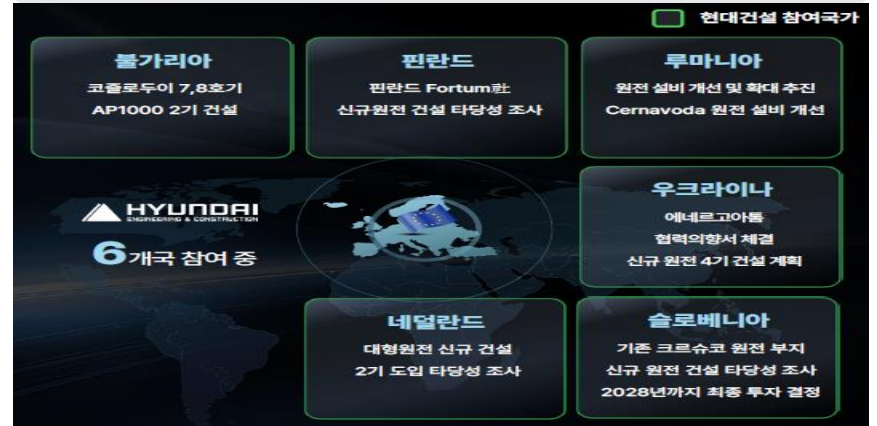 현대건설 참여국가
불가리아
코즐로두이 7,8호기
AP1000 2기 건설
핀란드
핀란드 Fortum社
신규원전 건설 타당성 조사
루마니아
원전 설비 개선 및 확대 추진
Cernavoda 원전 설비 개선
HYUNDAI
ENGINEERING & CONSTRUCTION
6개국 참여 중
우크라이나
에네르고아톰
협력의향서 체결
신규 원전 4기 건설 계획
네덜란드
대형원전 신규 건설
2기 도입 타당성 조사
슬로베니아
기존 크르슈코 원전 부지
신규 원전 건설 타당성 조사
2028년까지 최종 투자 결정